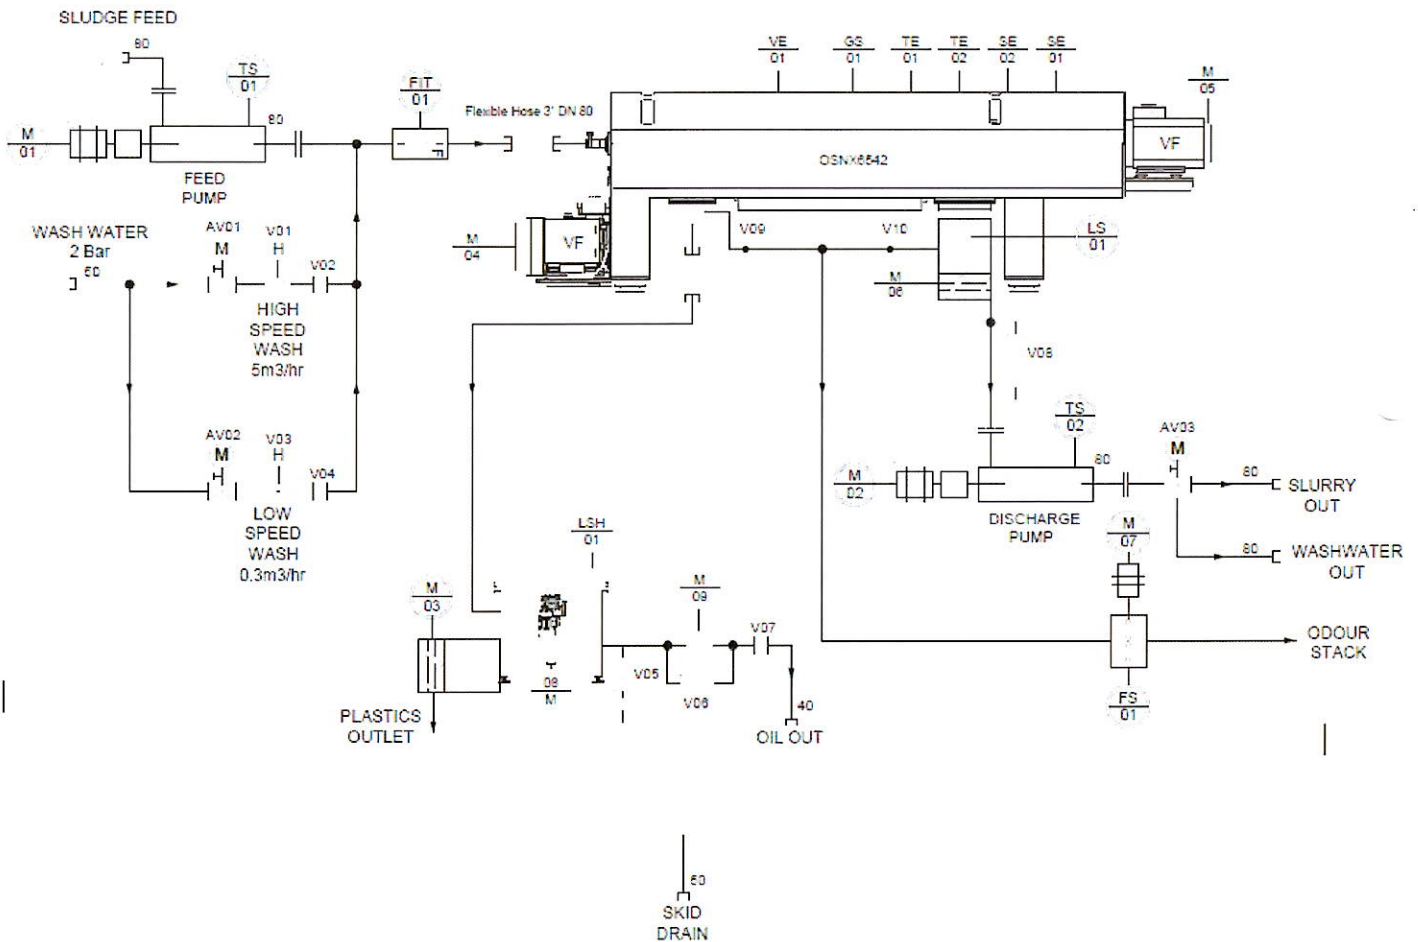 SLUDGE FEED
80
TS
01
M
01
80
FEED
PUMP
FIT
01
F
Flexible Hose 3' DN 80
VE
01
GS
01
TE
01
TE
02
SE
02
SE
01
M
05
VF
OSNX6542
WASH WATER
2 Bar
AV01
M
V01
H
V02
HIGH
SPEED
WASH
5m3/hr
M
04
VF
V09
V10
LS
01
M
06
V08
AV02
M
V03
H
V04
LOW
SPEED
WASH
0.3m3/hr
TS
02
80
M
02
DISCHARGE
PUMP
AV03
M
80
SLURRY
OUT
80
WASHWATER
OUT
M
07
FS
01
ODOUR
STACK
LSH
01
M
03
08
M
M
09
V05
V06
V07
40
OIL OUT
PLASTICS
OUTLET
SKID
DRAIN